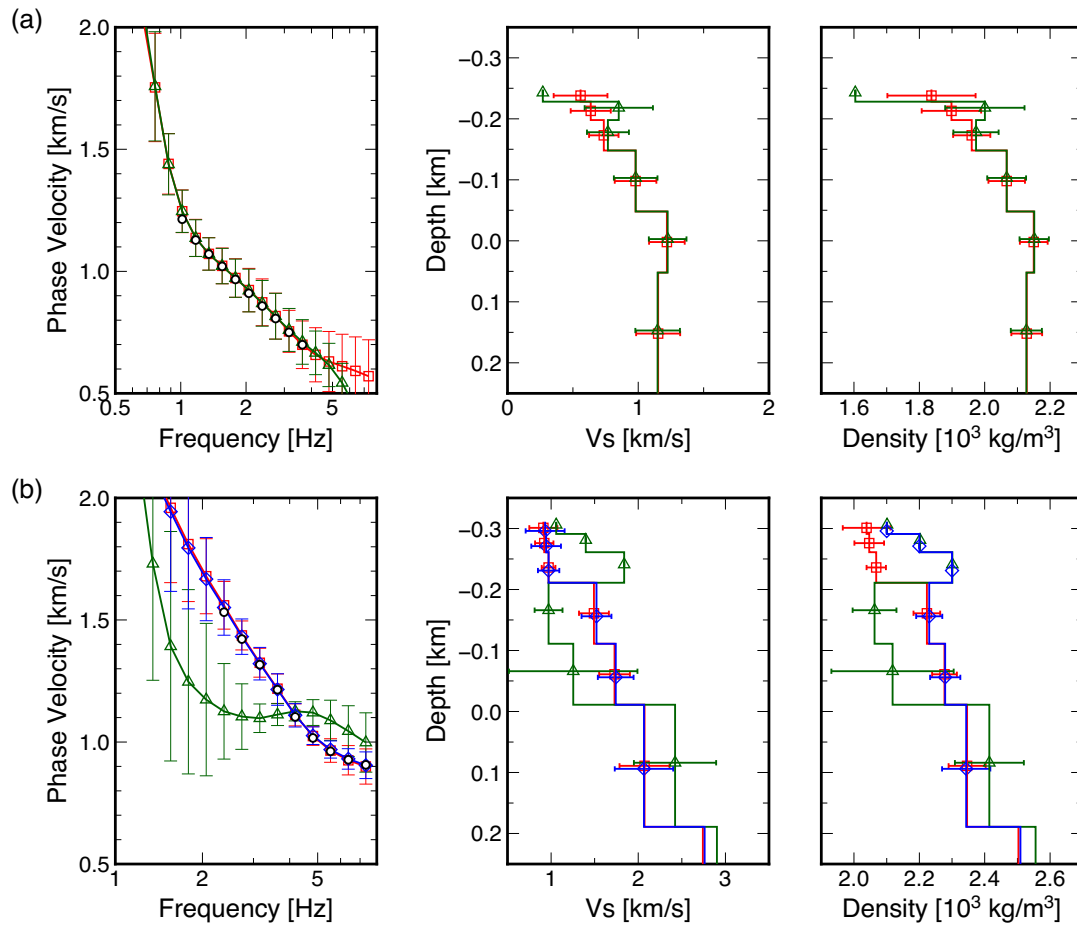 (a)
2.0
1.5
1.0
0.5
Phase Velocity [km/s]
0.5 1 2 5
Frequency [Hz]
−0.3
−0.2
−0.1
0.0
0.1
0.2
Depth [km]
0 1 2
Vs [km/s]
1.6 1.8 2.0 2.2
Density [10³ kg/m³]
(b)
2.0
1.5
1.0
0.5
Phase Velocity [km/s]
1 2 5
Frequency [Hz]
−0.3
−0.2
−0.1
0.0
0.1
0.2
Depth [km]
1 2 3
Vs [km/s]
2.0 2.2 2.4 2.6
Density [10³ kg/m³]